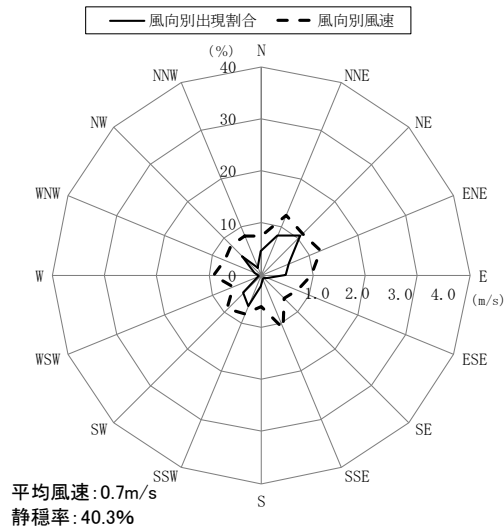 風向別出現割合 風向別風速
N
(%)
40
NNW NNE
30
NW NE
20
WNW ENE
10
W 0 1.0 2.0 3.0 4.0 E
(m/s)
WSW ESE
SW SE
SSW SSE
S
平均風速:0.7m/s
静穏率:40.3%